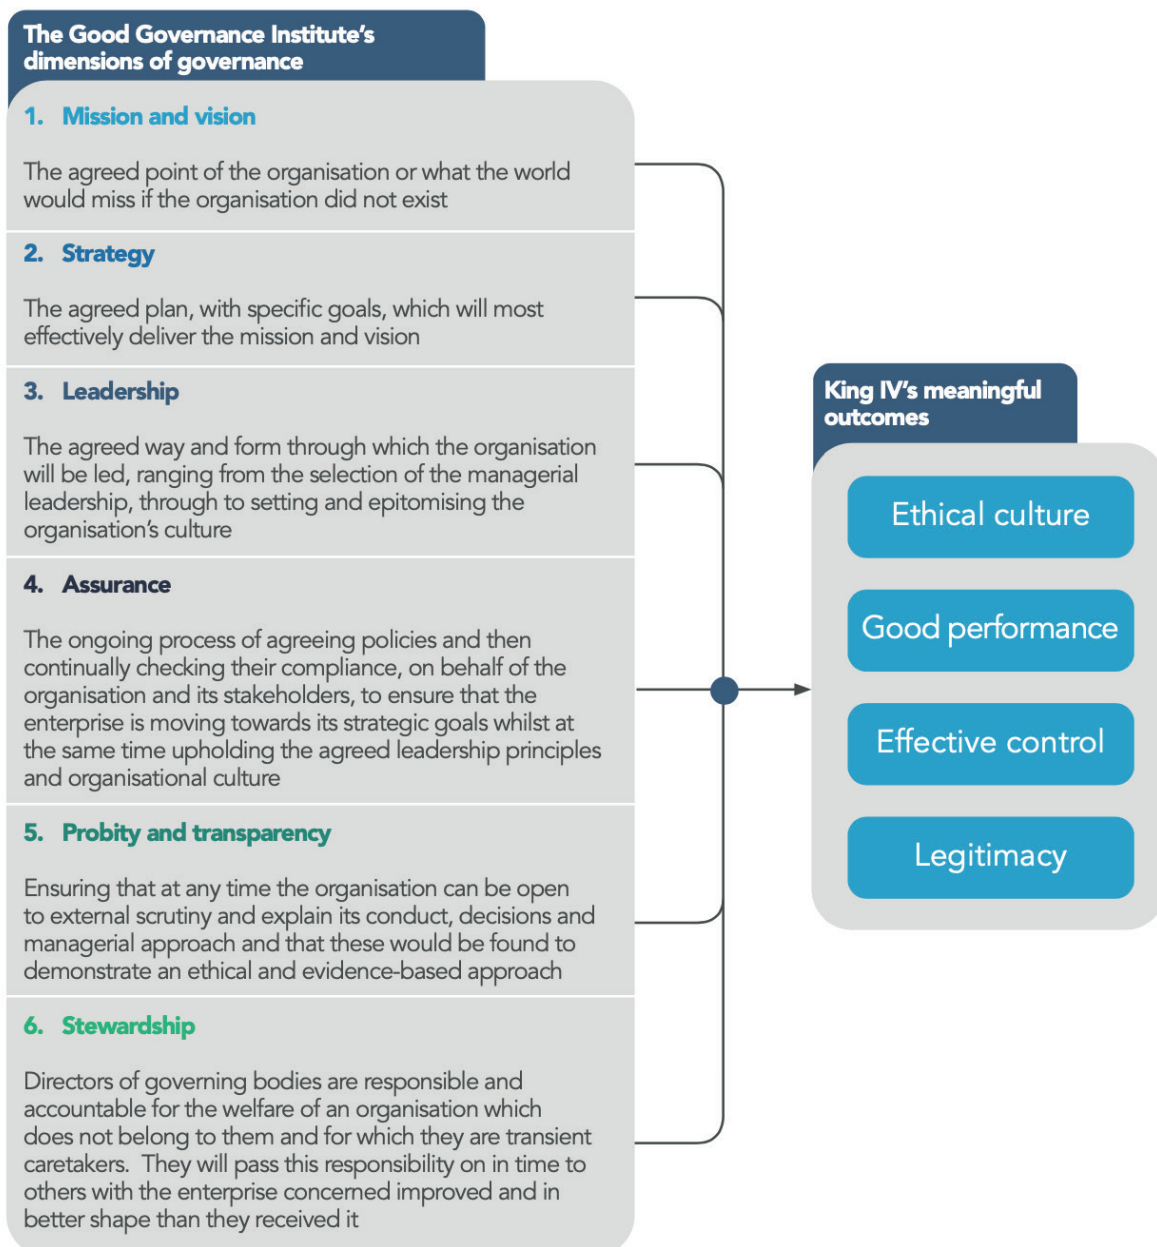 The Good Governance Institute's
dimensions of governance
1. Mission and vision
The agreed point of the organisation or what the world
would miss if the organisation did not exist
2. Strategy
The agreed plan, with specific goals, which will most
effectively deliver the mission and vision
3. Leadership
The agreed way and form through which the organisation
will be led, ranging from the selection of the managerial
leadership, through to setting and epitomising the
organisation's culture
4. Assurance
The ongoing process of agreeing policies and then
continually checking their compliance, on behalf of the
organisation and its stakeholders, to ensure that the
enterprise is moving towards its strategic goals whilst at
the same time upholding the agreed leadership principles
and organisational culture
5. Probity and transparency
Ensuring that at any time the organisation can be open
to external scrutiny and explain its conduct, decisions and
managerial approach and that these would be found to
demonstrate an ethical and evidence-based approach
6. Stewardship
Directors of governing bodies are responsible and
accountable for the welfare of an organisation which
does not belong to them and for which they are transient
caretakers. They will pass this responsibility on in time to
others with the enterprise concerned improved and in
better shape than they received it
King IV's meaningful
outcomes
Ethical culture
Good performance
Effective control
Legitimacy